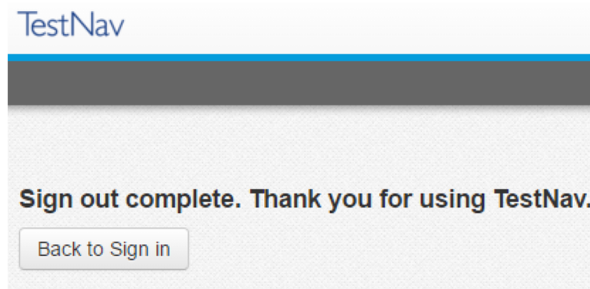 TestNav
Sign out complete. Thank you for using TestNav.
Back to Sign in